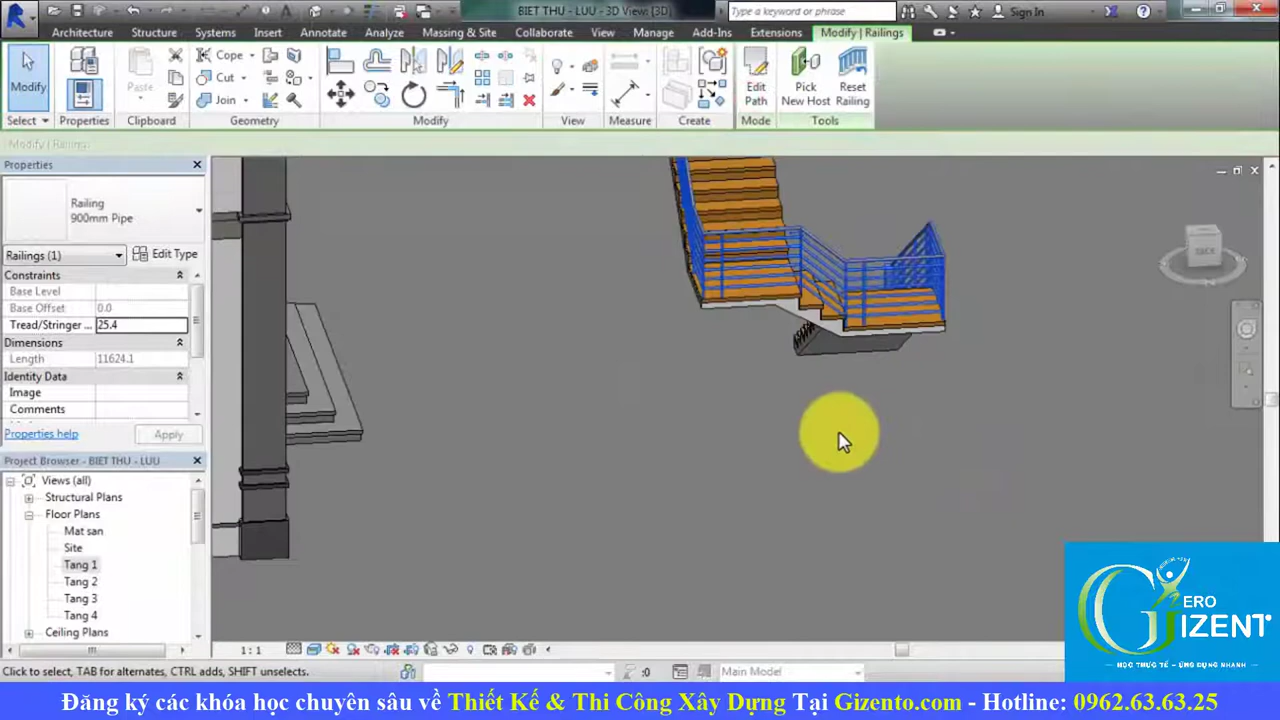 BIET THU - LUU - 3D View: {3D}
Type a keyword or phrase
Sign In
Architecture Structure Systems Insert Annotate Analyze Massing & Site Collaborate View Manage Add-Ins Extensions Modify | Railings
Modify
Paste
Cope
Cut
Join
Edit Path
Pick New Host
Reset Railing
Select Properties Clipboard Geometry Modify View Measure Create Mode Tools
Modify | Railings
Properties
Railing
900mm Pipe
Railings (1)
Edit Type
Constraints
Base Level
Base Offset 0.0
Tread/Stringer ... 25.4
Dimensions
Length 11624.1
Identity Data
Image
Comments
Properties help
Apply
BACK
Project Browser - BIET THU - LUU
Views (all)
Structural Plans
Floor Plans
Mat san
Site
Tang 1
Tang 2
Tang 3
Tang 4
Ceiling Plans
1 : 1
Click to select, TAB for alternates, CTRL adds, SHIFT unselects.
:0
Main Model
G ERO
IZENT
HỌC THỰC TẾ - ỨNG DỤNG NHANH
Đăng ký các khóa học chuyên sâu về Thiết Kế & Thi Công Xây Dựng Tại Gizento.com - Hotline: 0962.63.63.25